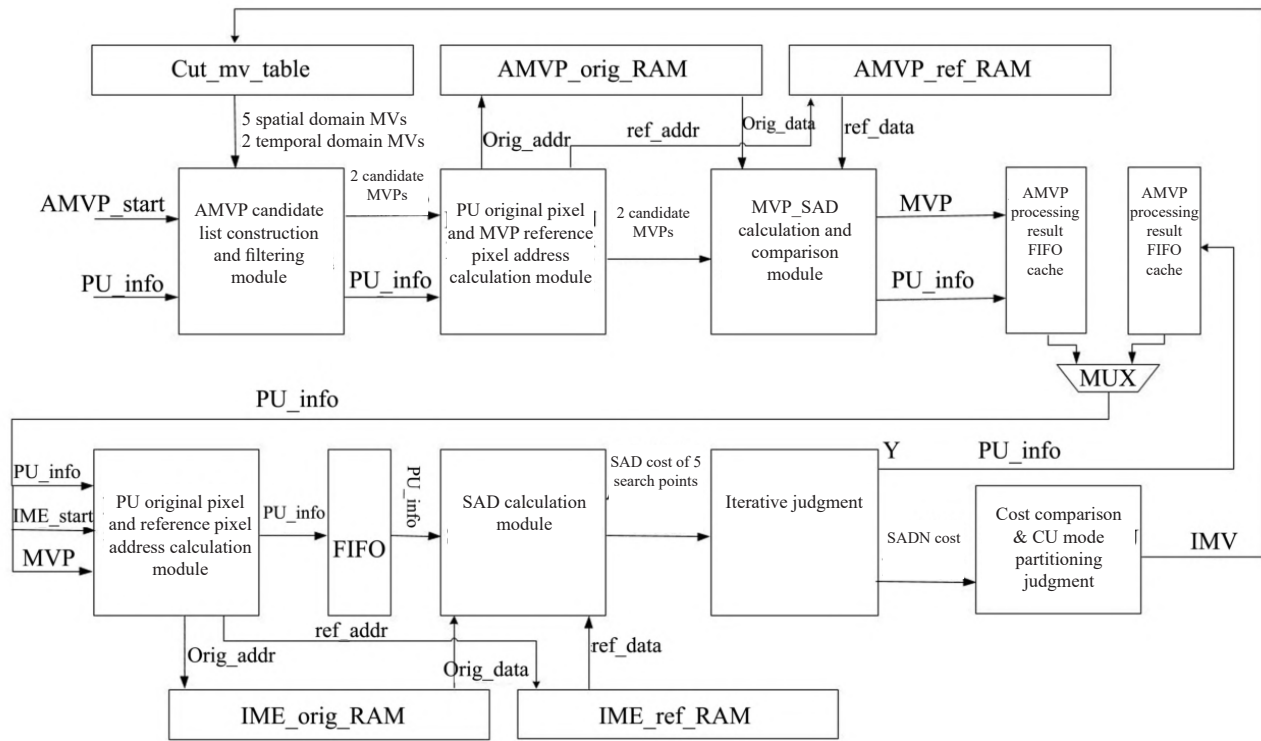 Cut_mv_table
AMVP_orig_RAM
AMVP_ref_RAM
5 spatial domain MVs
2 temporal domain MVs
Orig_addr
ref_addr
Orig_data
ref_data
AMVP_start
PU_info
AMVP candidate
list construction
and filtering
module
2 candidate
MVPs
PU_info
PU original pixel
and MVP reference
pixel address
calculation module
2 candidate
MVPs
MVP_SAD
calculation and
comparison
module
MVP
PU_info
AMVP
processing
result
FIFO
cache
AMVP
processing
result
FIFO
cache
MUX
PU_info
PU_info
IME_start
MVP
PU original pixel
and reference pixel
address calculation
module
PU_info
FIFO
PU_info
SAD calculation
module
SAD cost of 5
search points
Iterative judgment
Y
PU_info
SADN cost
Cost comparison
& CU mode
partitioning
judgment
IMV
Orig_addr
ref_addr
Orig_data
ref_data
IME_orig_RAM
IME_ref_RAM